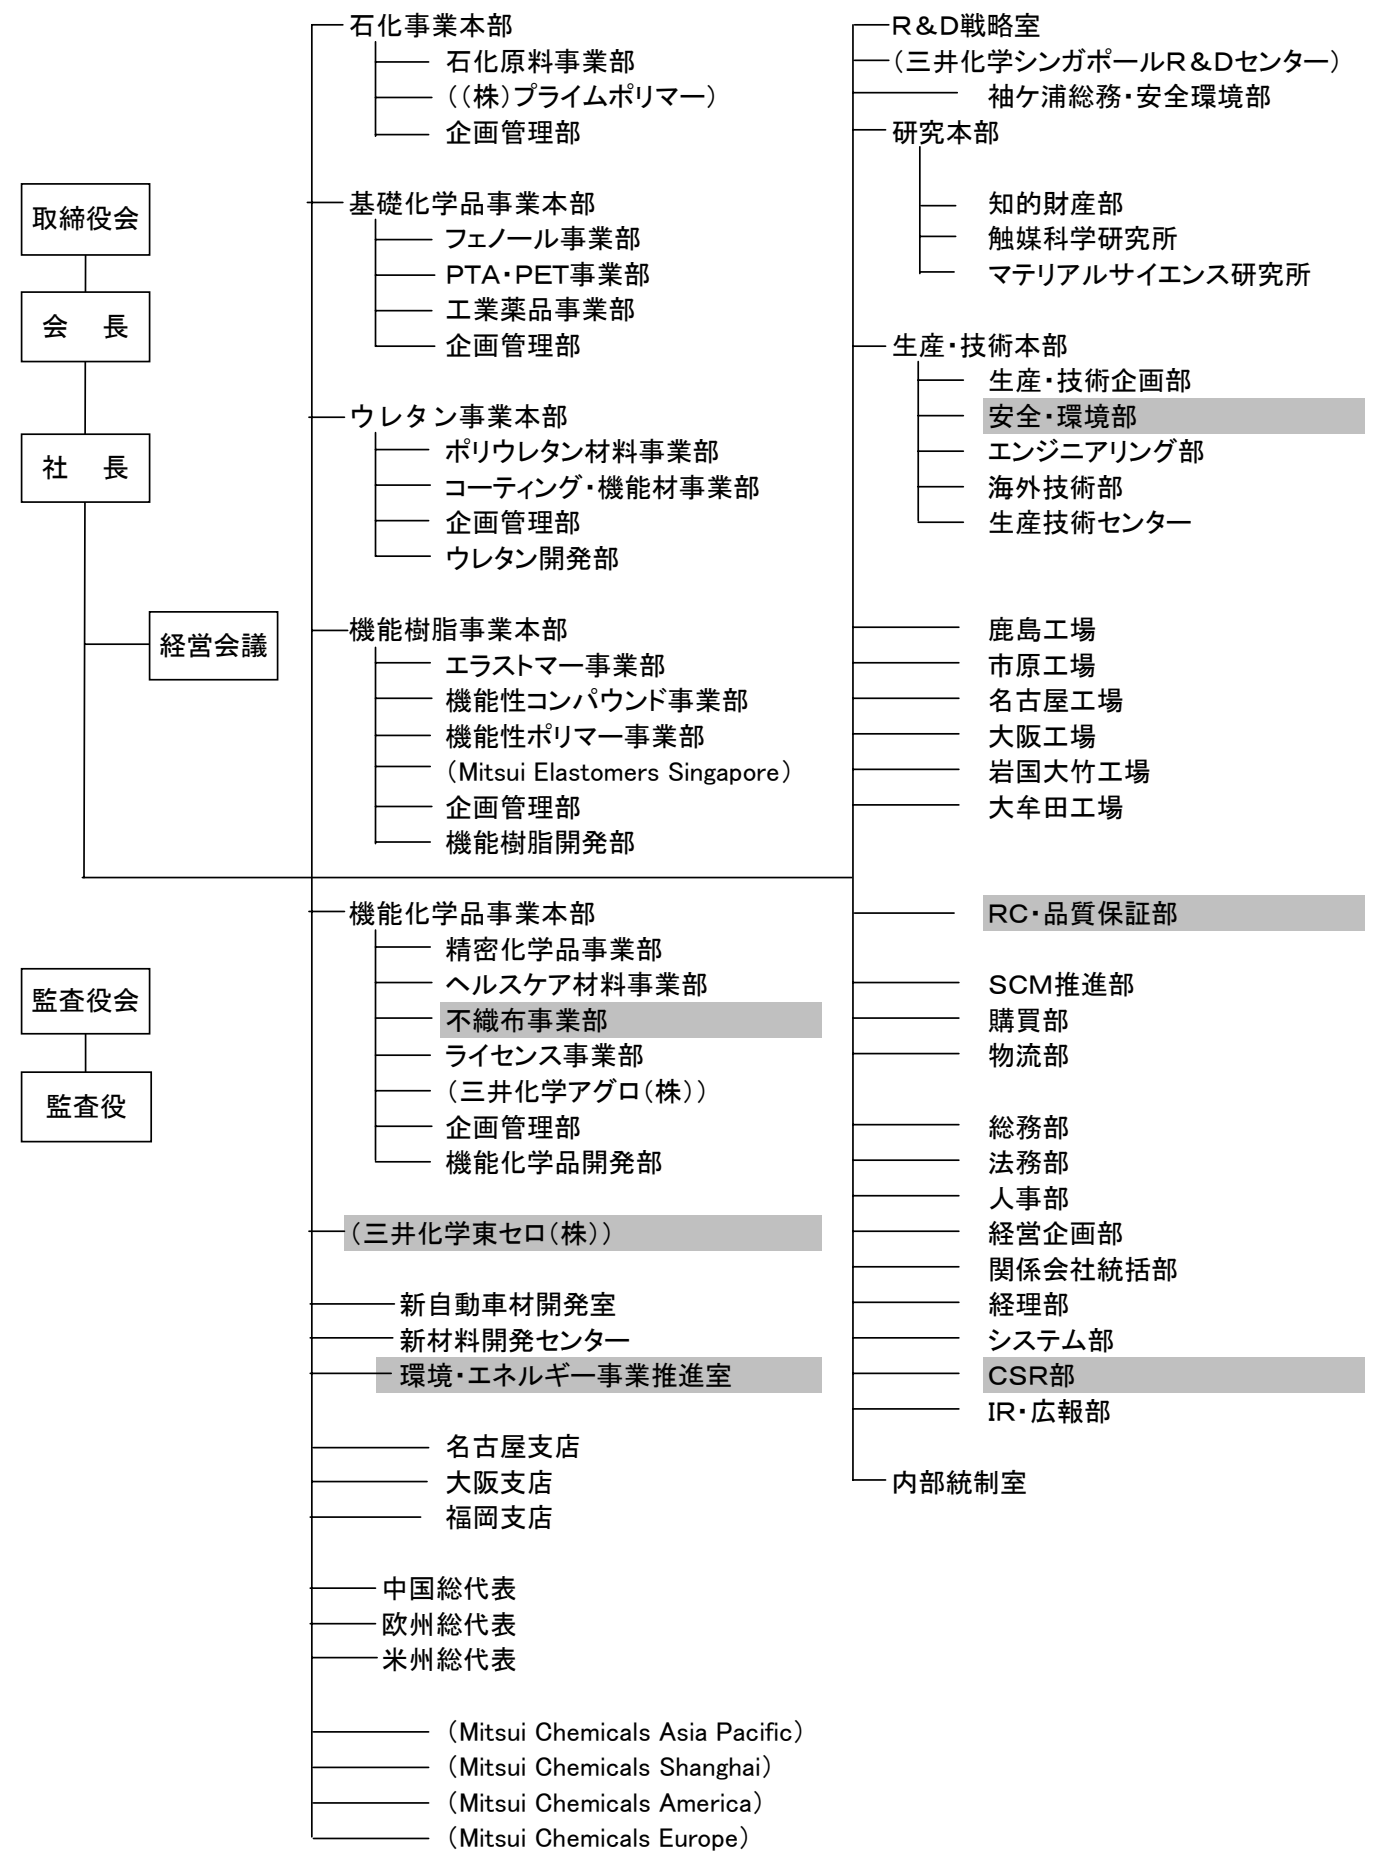 取締役会
会　長
社　長
経営会議
監査役会
監査役
石化事業本部
石化原料事業部
（（株）プライムポリマー）
企画管理部
基礎化学品事業本部
フェノール事業部
PTA・PET事業部
工業薬品事業部
企画管理部
ウレタン事業本部
ポリウレタン材料事業部
コーティング・機能材事業部
企画管理部
ウレタン開発部
機能樹脂事業本部
エラストマー事業部
機能性コンパウンド事業部
機能性ポリマー事業部
（Mitsui Elastomers Singapore）
企画管理部
機能樹脂開発部
機能化学品事業本部
精密化学品事業部
ヘルスケア材料事業部
不織布事業部
ライセンス事業部
（三井化学アグロ（株））
企画管理部
機能化学品開発部
（三井化学東セロ（株））
新自動車材開発室
新材料開発センター
環境・エネルギー事業推進室
名古屋支店
大阪支店
福岡支店
中国総代表
欧州総代表
米州総代表
（Mitsui Chemicals Asia Pacific）
（Mitsui Chemicals Shanghai）
（Mitsui Chemicals America）
（Mitsui Chemicals Europe）
R＆D戦略室
（三井化学シンガポールR＆Dセンター）
袖ケ浦総務・安全環境部
研究本部
知的財産部
触媒科学研究所
マテリアルサイエンス研究所
生産・技術本部
生産・技術企画部
安全・環境部
エンジニアリング部
海外技術部
生産技術センター
鹿島工場
市原工場
名古屋工場
大阪工場
岩国大竹工場
大牟田工場
RC・品質保証部
SCM推進部
購買部
物流部
総務部
法務部
人事部
経営企画部
関係会社統括部
経理部
システム部
CSR部
IR・広報部
内部統制室